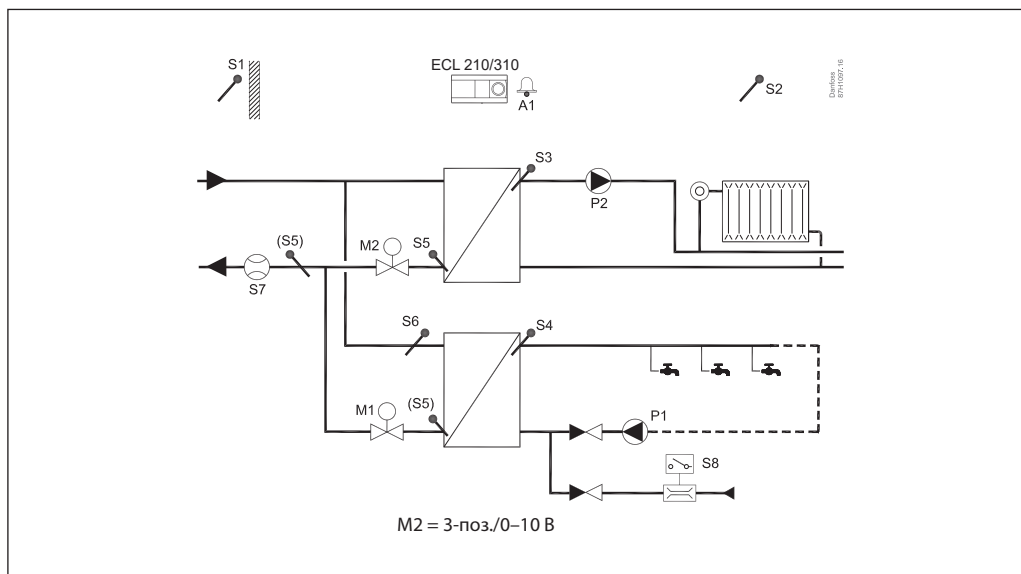 S1
ECL 210/310
A1
S2
Danfoss
87H1097.16
S3
P2
(S5)
M2
S5
S7
S6
S4
M1
(S5)
P1
S8
M2 = 3-поз./0–10 В